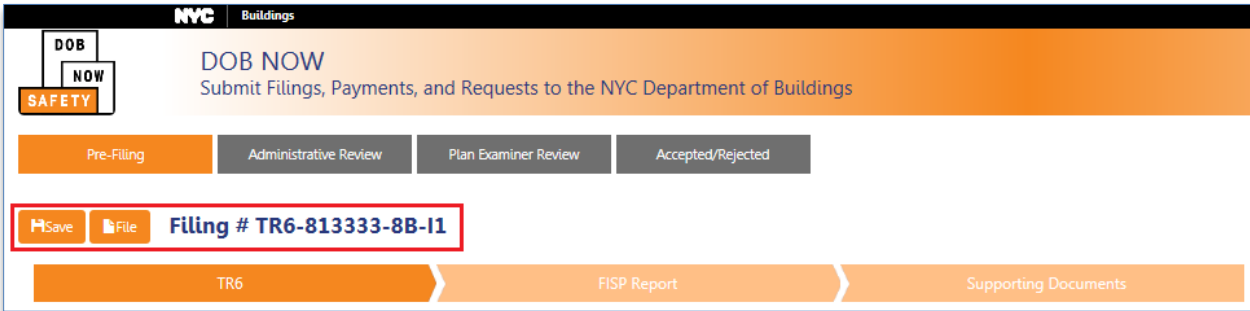 NYC Buildings
DOB
NOW
SAFETY
DOB NOW
Submit Filings, Payments, and Requests to the NYC Department of Buildings
Pre-Filing Administrative Review Plan Examiner Review Accepted/Rejected
Save File Filing # TR6-813333-8B-I1
TR6 FISP Report Supporting Documents